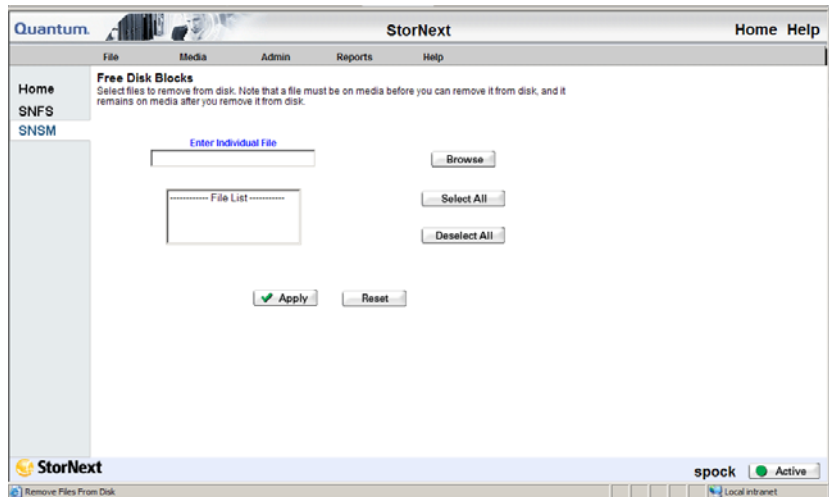 Quantum. StorNext Home Help
File Media Admin Reports Help
Home
SNFS
SNSM
Free Disk Blocks
Select files to remove from disk. Note that a file must be on media before you can remove it from disk, and it
remains on media after you remove it from disk.
Enter Individual File
Browse
------------ File List -----------
Select All
Deselect All
Apply Reset
StorNext spock Active
Remove Files From Disk Local intranet